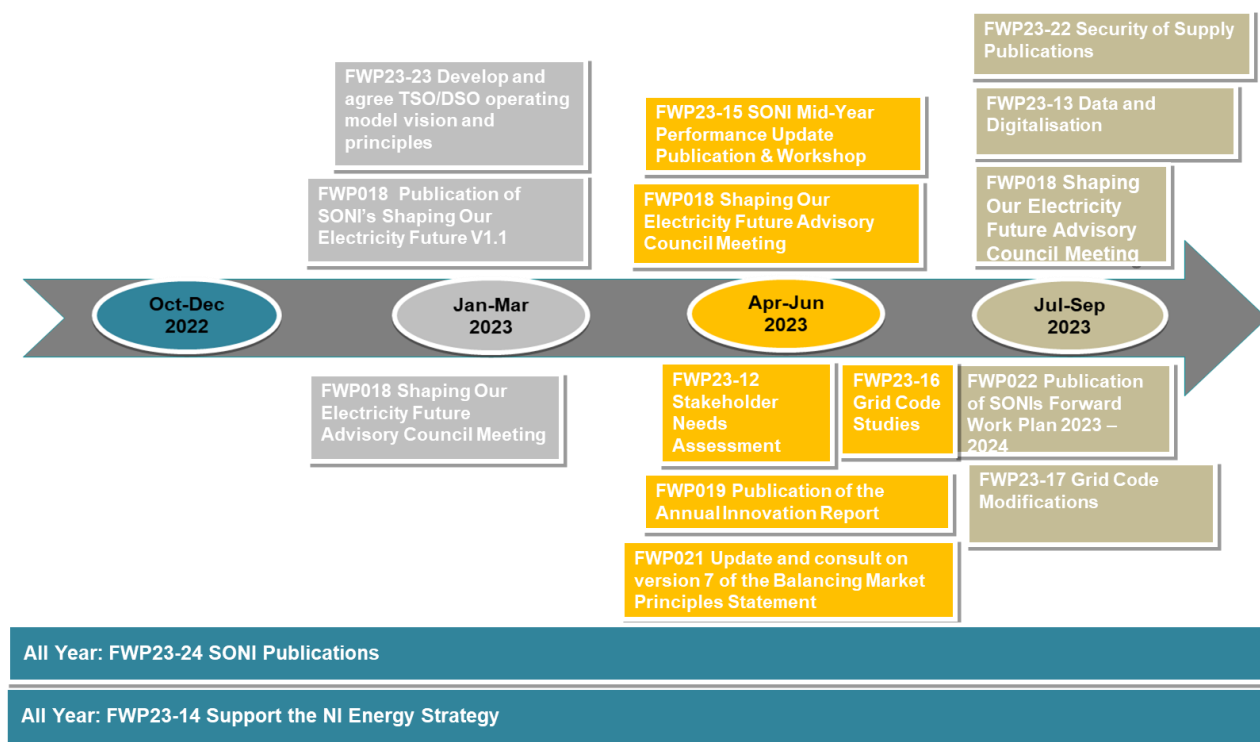 FWP23-22 Security of Supply
Publications
FWP23-23 Develop and
agree TSO/DSO operating
model vision and
principles
FWP23-15 SONI Mid-Year
Performance Update
Publication & Workshop
FWP23-13 Data and
Digitalisation
FWP018 Publication of
SONI's Shaping Our
Electricity Future V1.1
FWP018 Shaping Our
Electricity Future Advisory
Council Meeting
FWP018 Shaping
Our Electricity
Future Advisory
Council Meeting
Oct-Dec
2022
Jan-Mar
2023
Apr-Jun
2023
Jul-Sep
2023
FWP018 Shaping Our
Electricity Future
Advisory Council Meeting
FWP23-12
Stakeholder
Needs
Assessment
FWP23-16
Grid Code
Studies
FWP022 Publication
of SONIs Forward
Work Plan 2023 –
2024
FWP019 Publication of the
Annual Innovation Report
FWP23-17 Grid Code
Modifications
FWP021 Update and consult on
version 7 of the Balancing Market
Principles Statement
All Year: FWP23-24 SONI Publications
All Year: FWP23-14 Support the NI Energy Strategy